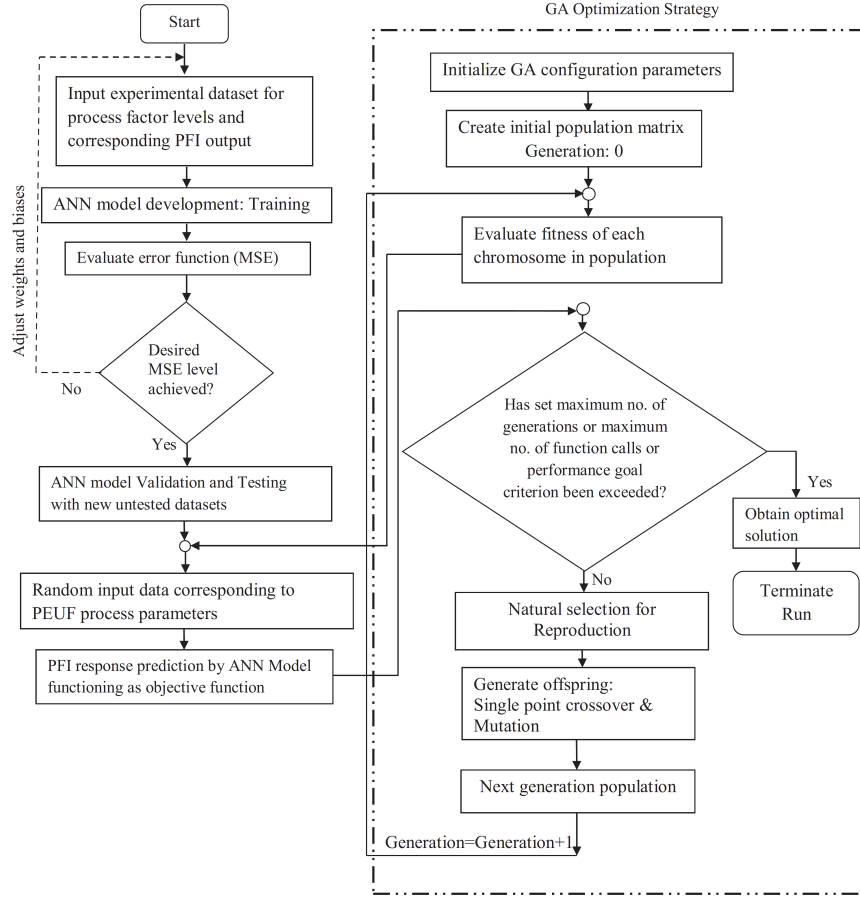 GA Optimization Strategy
Start
Input experimental dataset for
process factor levels and
corresponding PFI output
ANN model development: Training
Evaluate error function (MSE)
Adjust weights and biases
Desired
MSE level
achieved?
No
Yes
ANN model Validation and Testing
with new untested datasets
Random input data corresponding to
PEUF process parameters
PFI response prediction by ANN Model
functioning as objective function
Initialize GA configuration parameters
Create initial population matrix
Generation: 0
Evaluate fitness of each
chromosome in population
Has set maximum no. of
generations or maximum
no. of function calls or
performance goal
criterion been exceeded?
Yes
Obtain optimal
solution
Terminate
Run
No
Natural selection for
Reproduction
Generate offspring:
Single point crossover &
Mutation
Next generation population
Generation=Generation+1